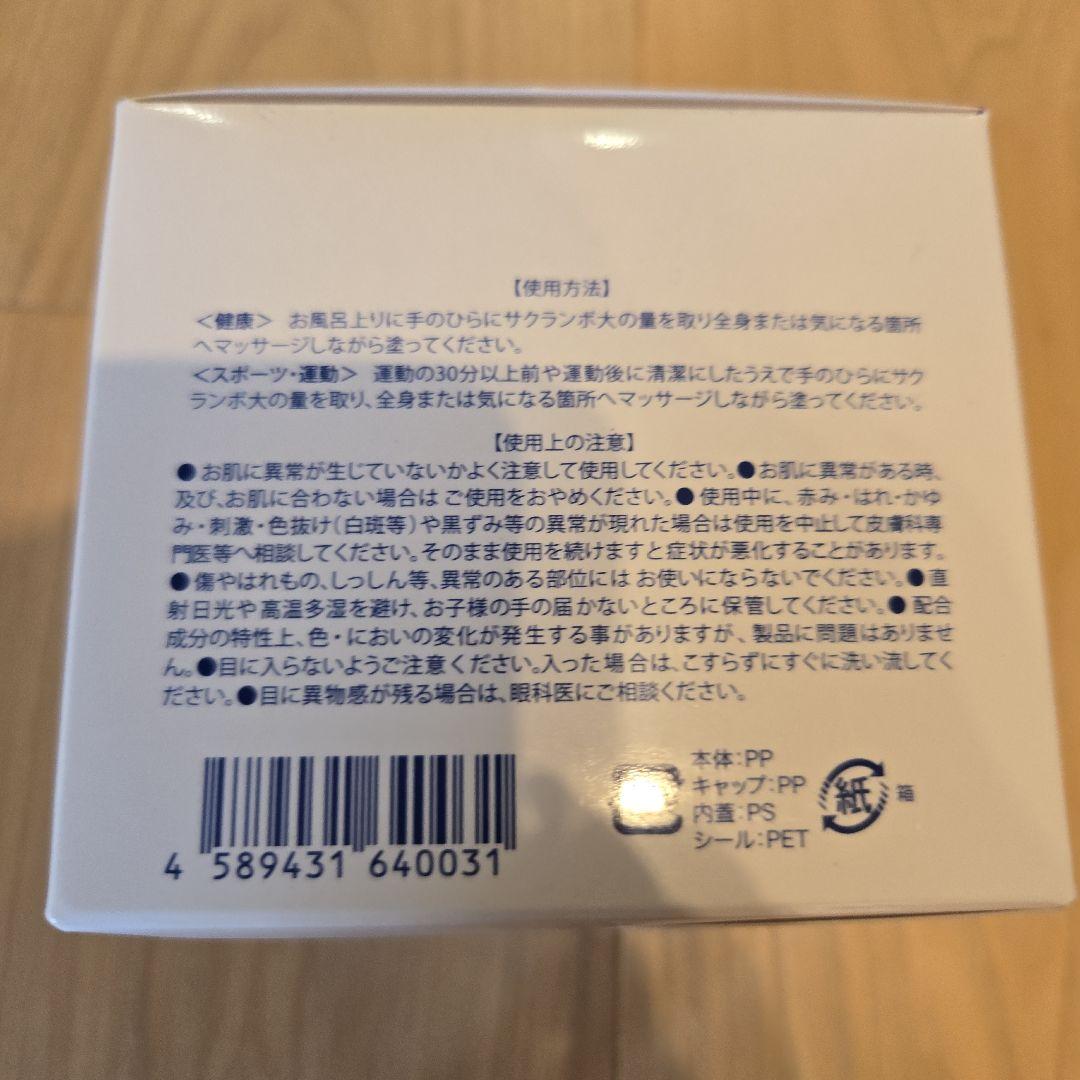 【使用方法】
＜健康＞ お風呂上りに手のひらにサクランボ大の量を取り全身または気になる箇所
へマッサージしながら塗ってください。
＜スポーツ・運動＞ 運動の30分以上前や運動後に清潔にしたうえで手のひらにサク
ランボ大の量を取り、全身または気になる箇所へマッサージしながら塗ってください。
【使用上の注意】
●お肌に異常が生じていないかよく注意して使用してください。●お肌に異常がある時、
及び、お肌に合わない場合は ご使用をおやめください。●使用中に、赤み・はれ・かゆ
み・刺激・色抜け（白斑等）や黒ずみ等の異常が現れた場合は使用を中止して皮膚科専
門医等へ相談してください。そのまま使用を続けますと症状が悪化することがあります。
●傷やはれもの、しっしん等、異常のある部位には お使いにならないでください。●直
射日光や高温多湿を避け、お子様の手の届かないところに保管してください。●配合
成分の特性上、色・においの変化が発生する事がありますが、製品に問題はありませ
ん。●目に入らないようご注意ください。入った場合は、こすらずにすぐに洗い流してく
ださい。●目に異物感が残る場合は、眼科医にご相談ください。
本体：PP
キャップ：PP
内蓋：PS
シール：PET
紙 箱
4 589431 640031